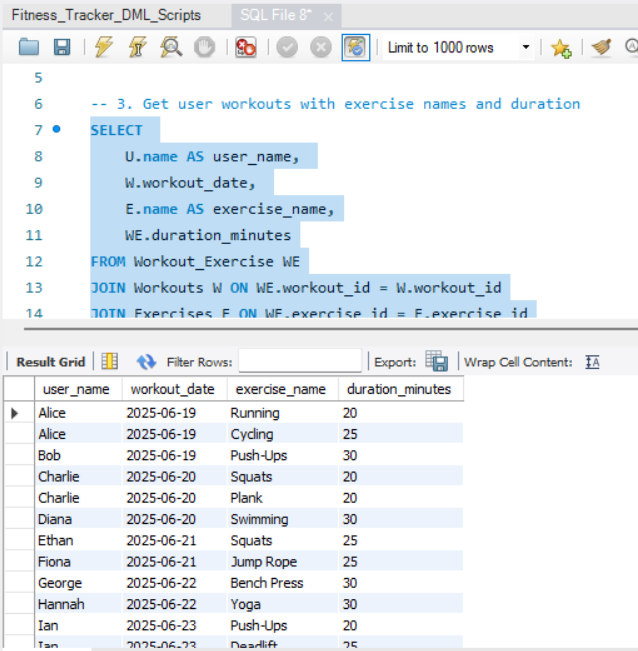 Fitness_Tracker_DML_Scripts SQL File 8*
Limit to 1000 rows
5
6 -- 3. Get user workouts with exercise names and duration
7 SELECT
8 U.name AS user_name,
9 W.workout_date,
10 E.name AS exercise_name,
11 WE.duration_minutes
12 FROM Workout_Exercise WE
13 JOIN Workouts W ON WE.workout_id = W.workout_id
14 JOIN Exercises E ON WE.exercise_id = E.exercise_id
Result Grid Filter Rows: Export: Wrap Cell Content: IA
user_name workout_date exercise_name duration_minutes
Alice 2025-06-19 Running 20
Alice 2025-06-19 Cycling 25
Bob 2025-06-19 Push-Ups 30
Charlie 2025-06-20 Squats 20
Charlie 2025-06-20 Plank 20
Diana 2025-06-20 Swimming 30
Ethan 2025-06-21 Squats 25
Fiona 2025-06-21 Jump Rope 25
George 2025-06-22 Bench Press 30
Hannah 2025-06-22 Yoga 30
Ian 2025-06-23 Push-Ups 20
Ian 2025-06-23 Deadlift 25